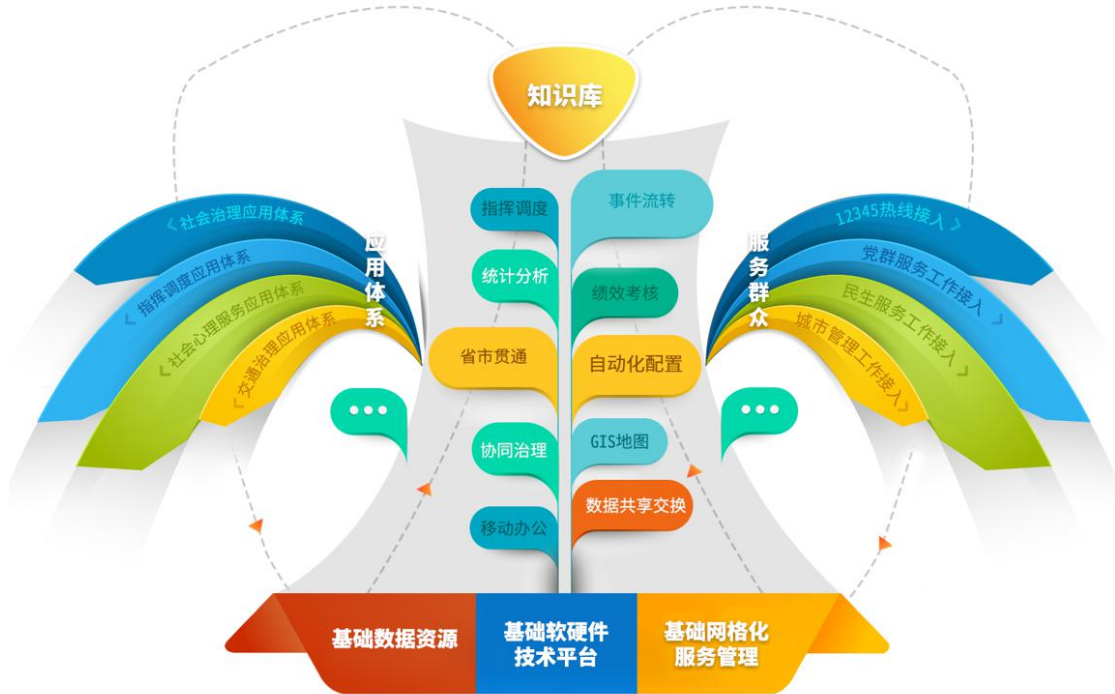 知识库
指挥调度
事件流转
统计分析
绩效考核
省市贯通
自动化配置
协同治理
GIS地图
移动办公
数据共享交换
应用体系
《 社会治理应用体系
《 指挥调度应用体系
《 社会心理服务应用体系
《 交通治理应用体系
服务群众
12345热线接入 》
党群服务工作接入 》
民生服务工作接入 》
城市管理工作接入 》
基础数据资源
基础软硬件
技术平台
基础网格化
服务管理